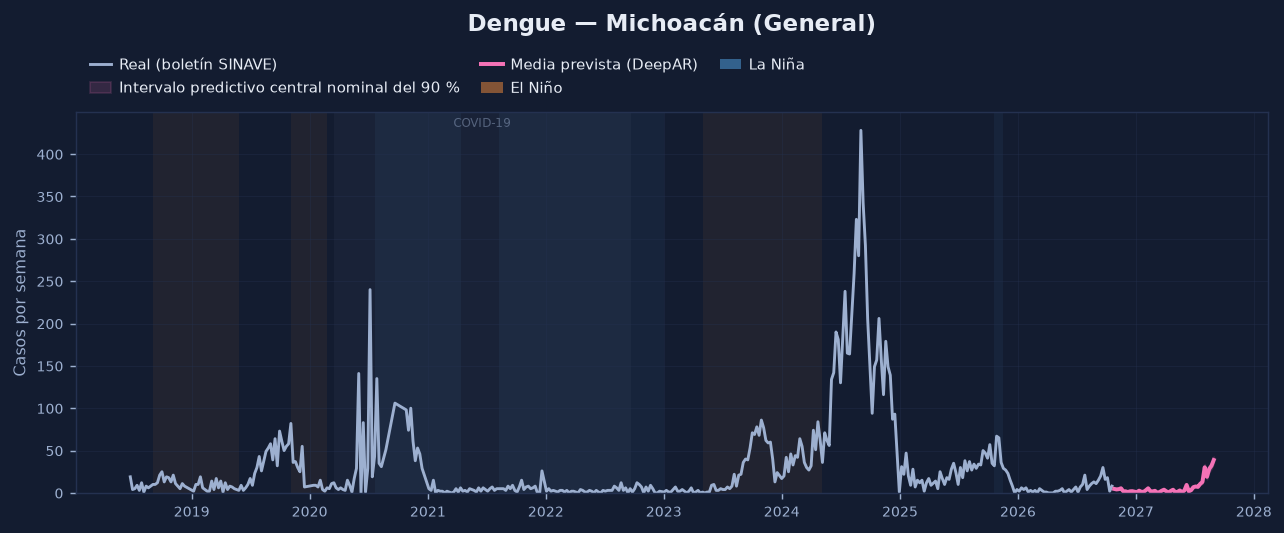 Dengue — Michoacán (General)
Real (boletín SINAVE)
Media prevista (DeepAR)
La Niña
Intervalo predictivo central nominal del 90 %
El Niño
COVID-19
Casos por semana
400
350
300
250
200
150
100
50
0
2019 2020 2021 2022 2023 2024 2025 2026 2027 2028